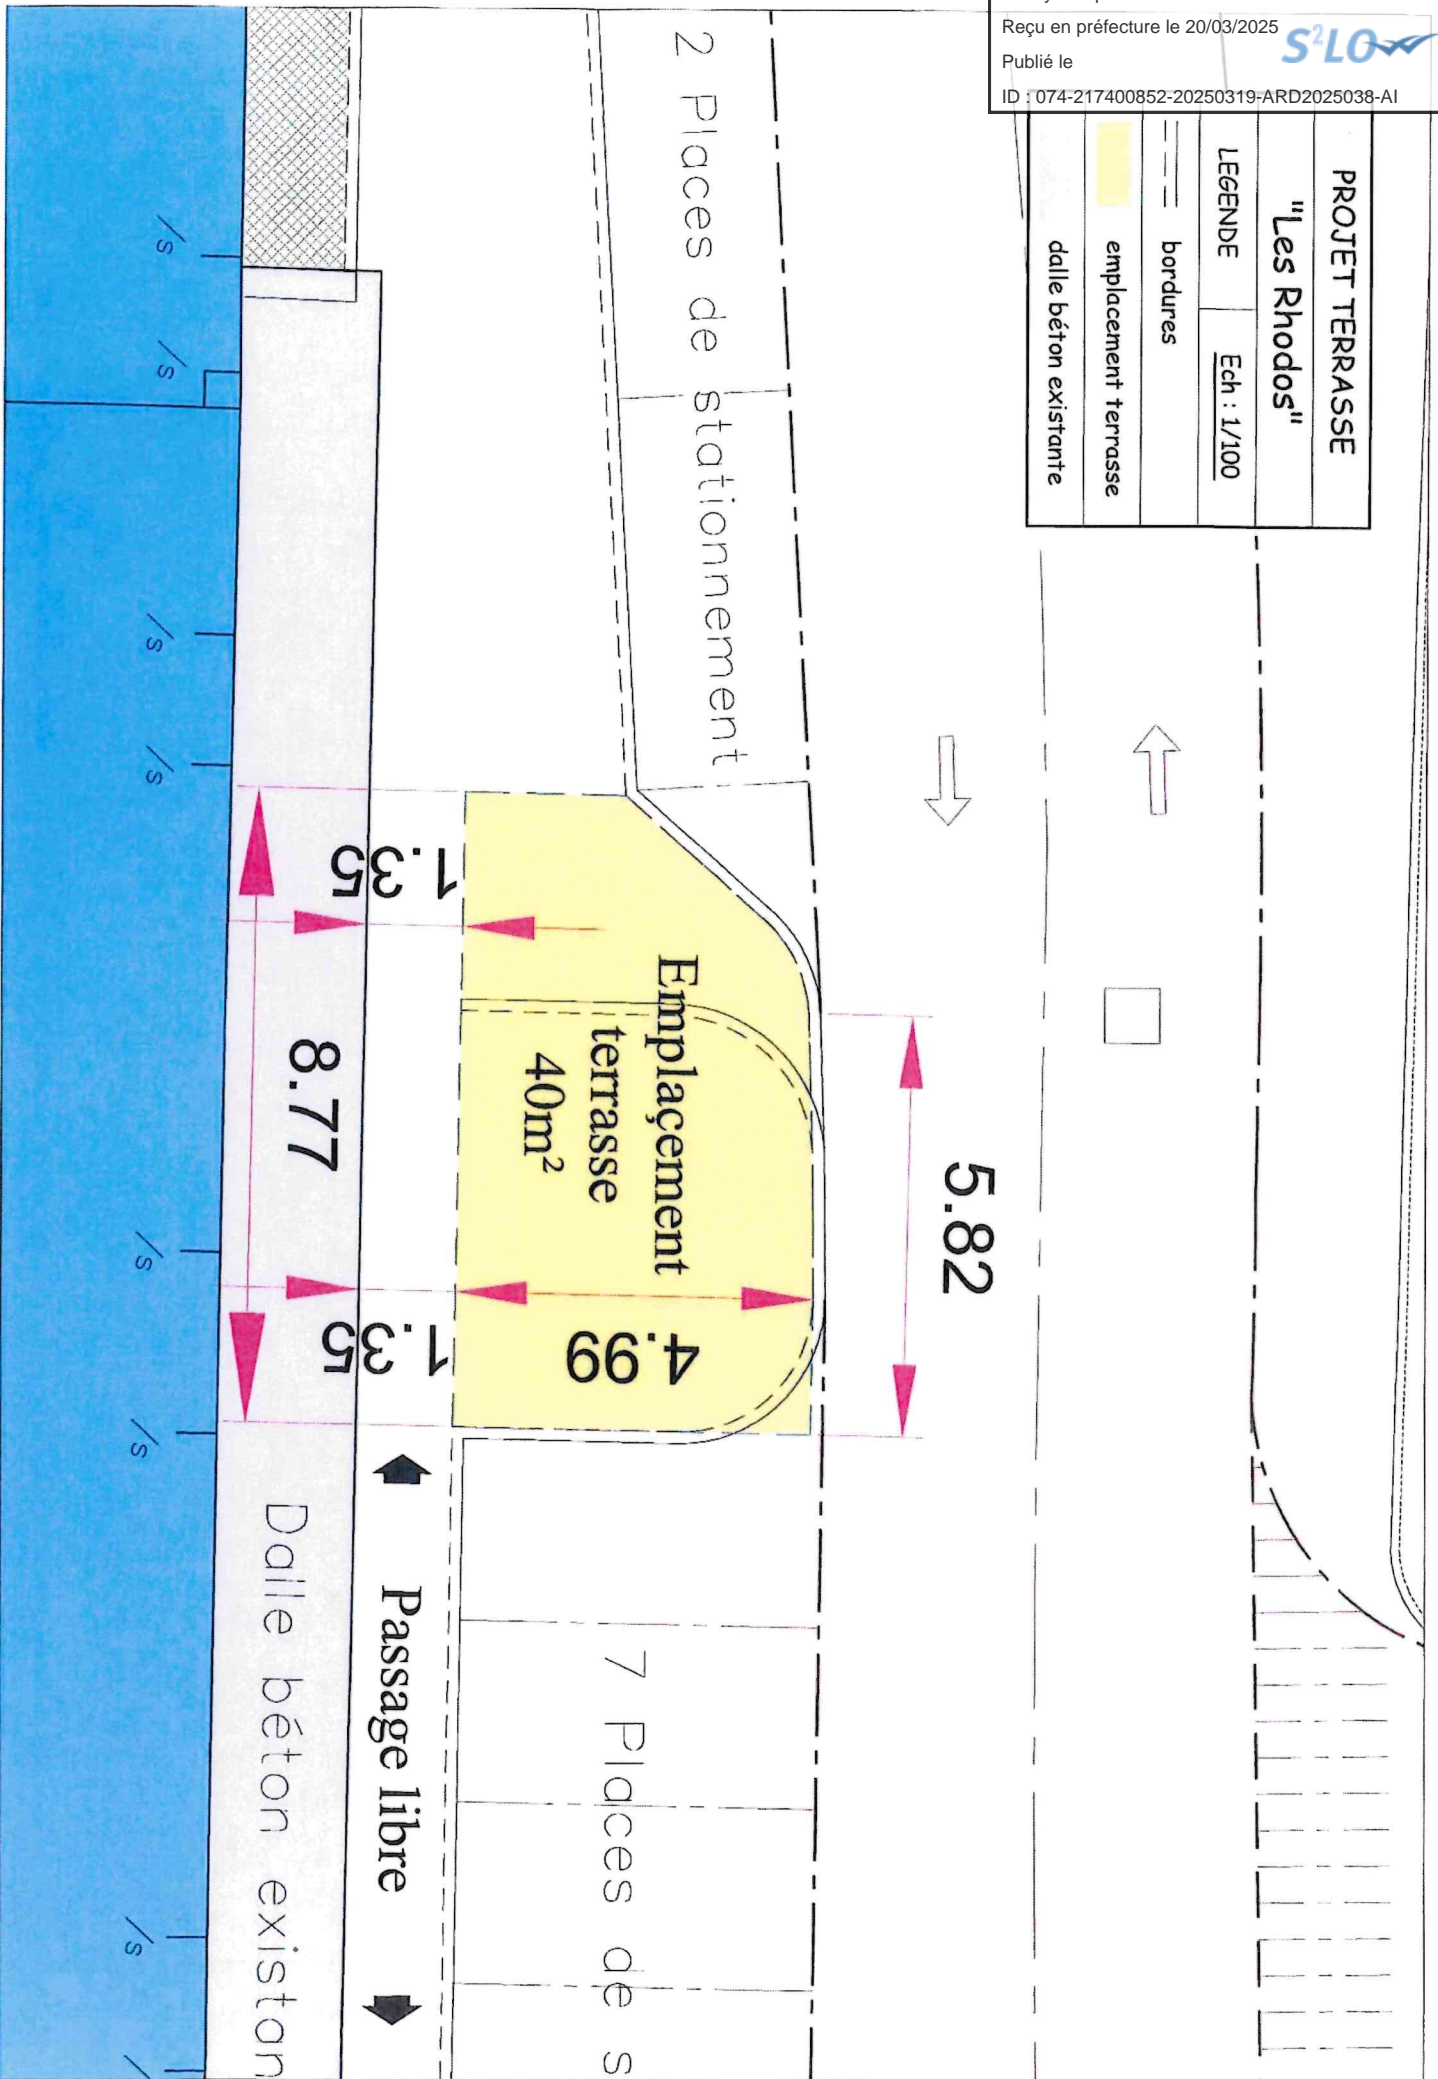 Reçu en préfecture le 20/03/2025
S²LO
Publié le
ID : 074-217400852-20250319-ARD2025038-AI
PROJET TERRASSE
"Les Rhodos"
LEGENDE
Ech : 1/100
bordures
emplacement terrasse
dalle béton existante
2 Places de stationnement
5.82
Emplaçement
terrasse
40m²
4.99
1.35
1.35
8.77
7 Places de s
Passage libre
Dalle béton existan
/s
/s
/s
/s
/s
/s
/s